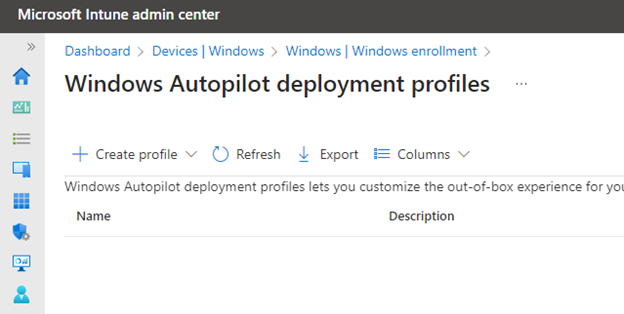 Microsoft Intune admin center
Dashboard > Devices | Windows > Windows | Windows enrollment >
Windows Autopilot deployment profiles ...
Create profile Refresh Export Columns
Windows Autopilot deployment profiles lets you customize the out-of-box experience for you
Name Description